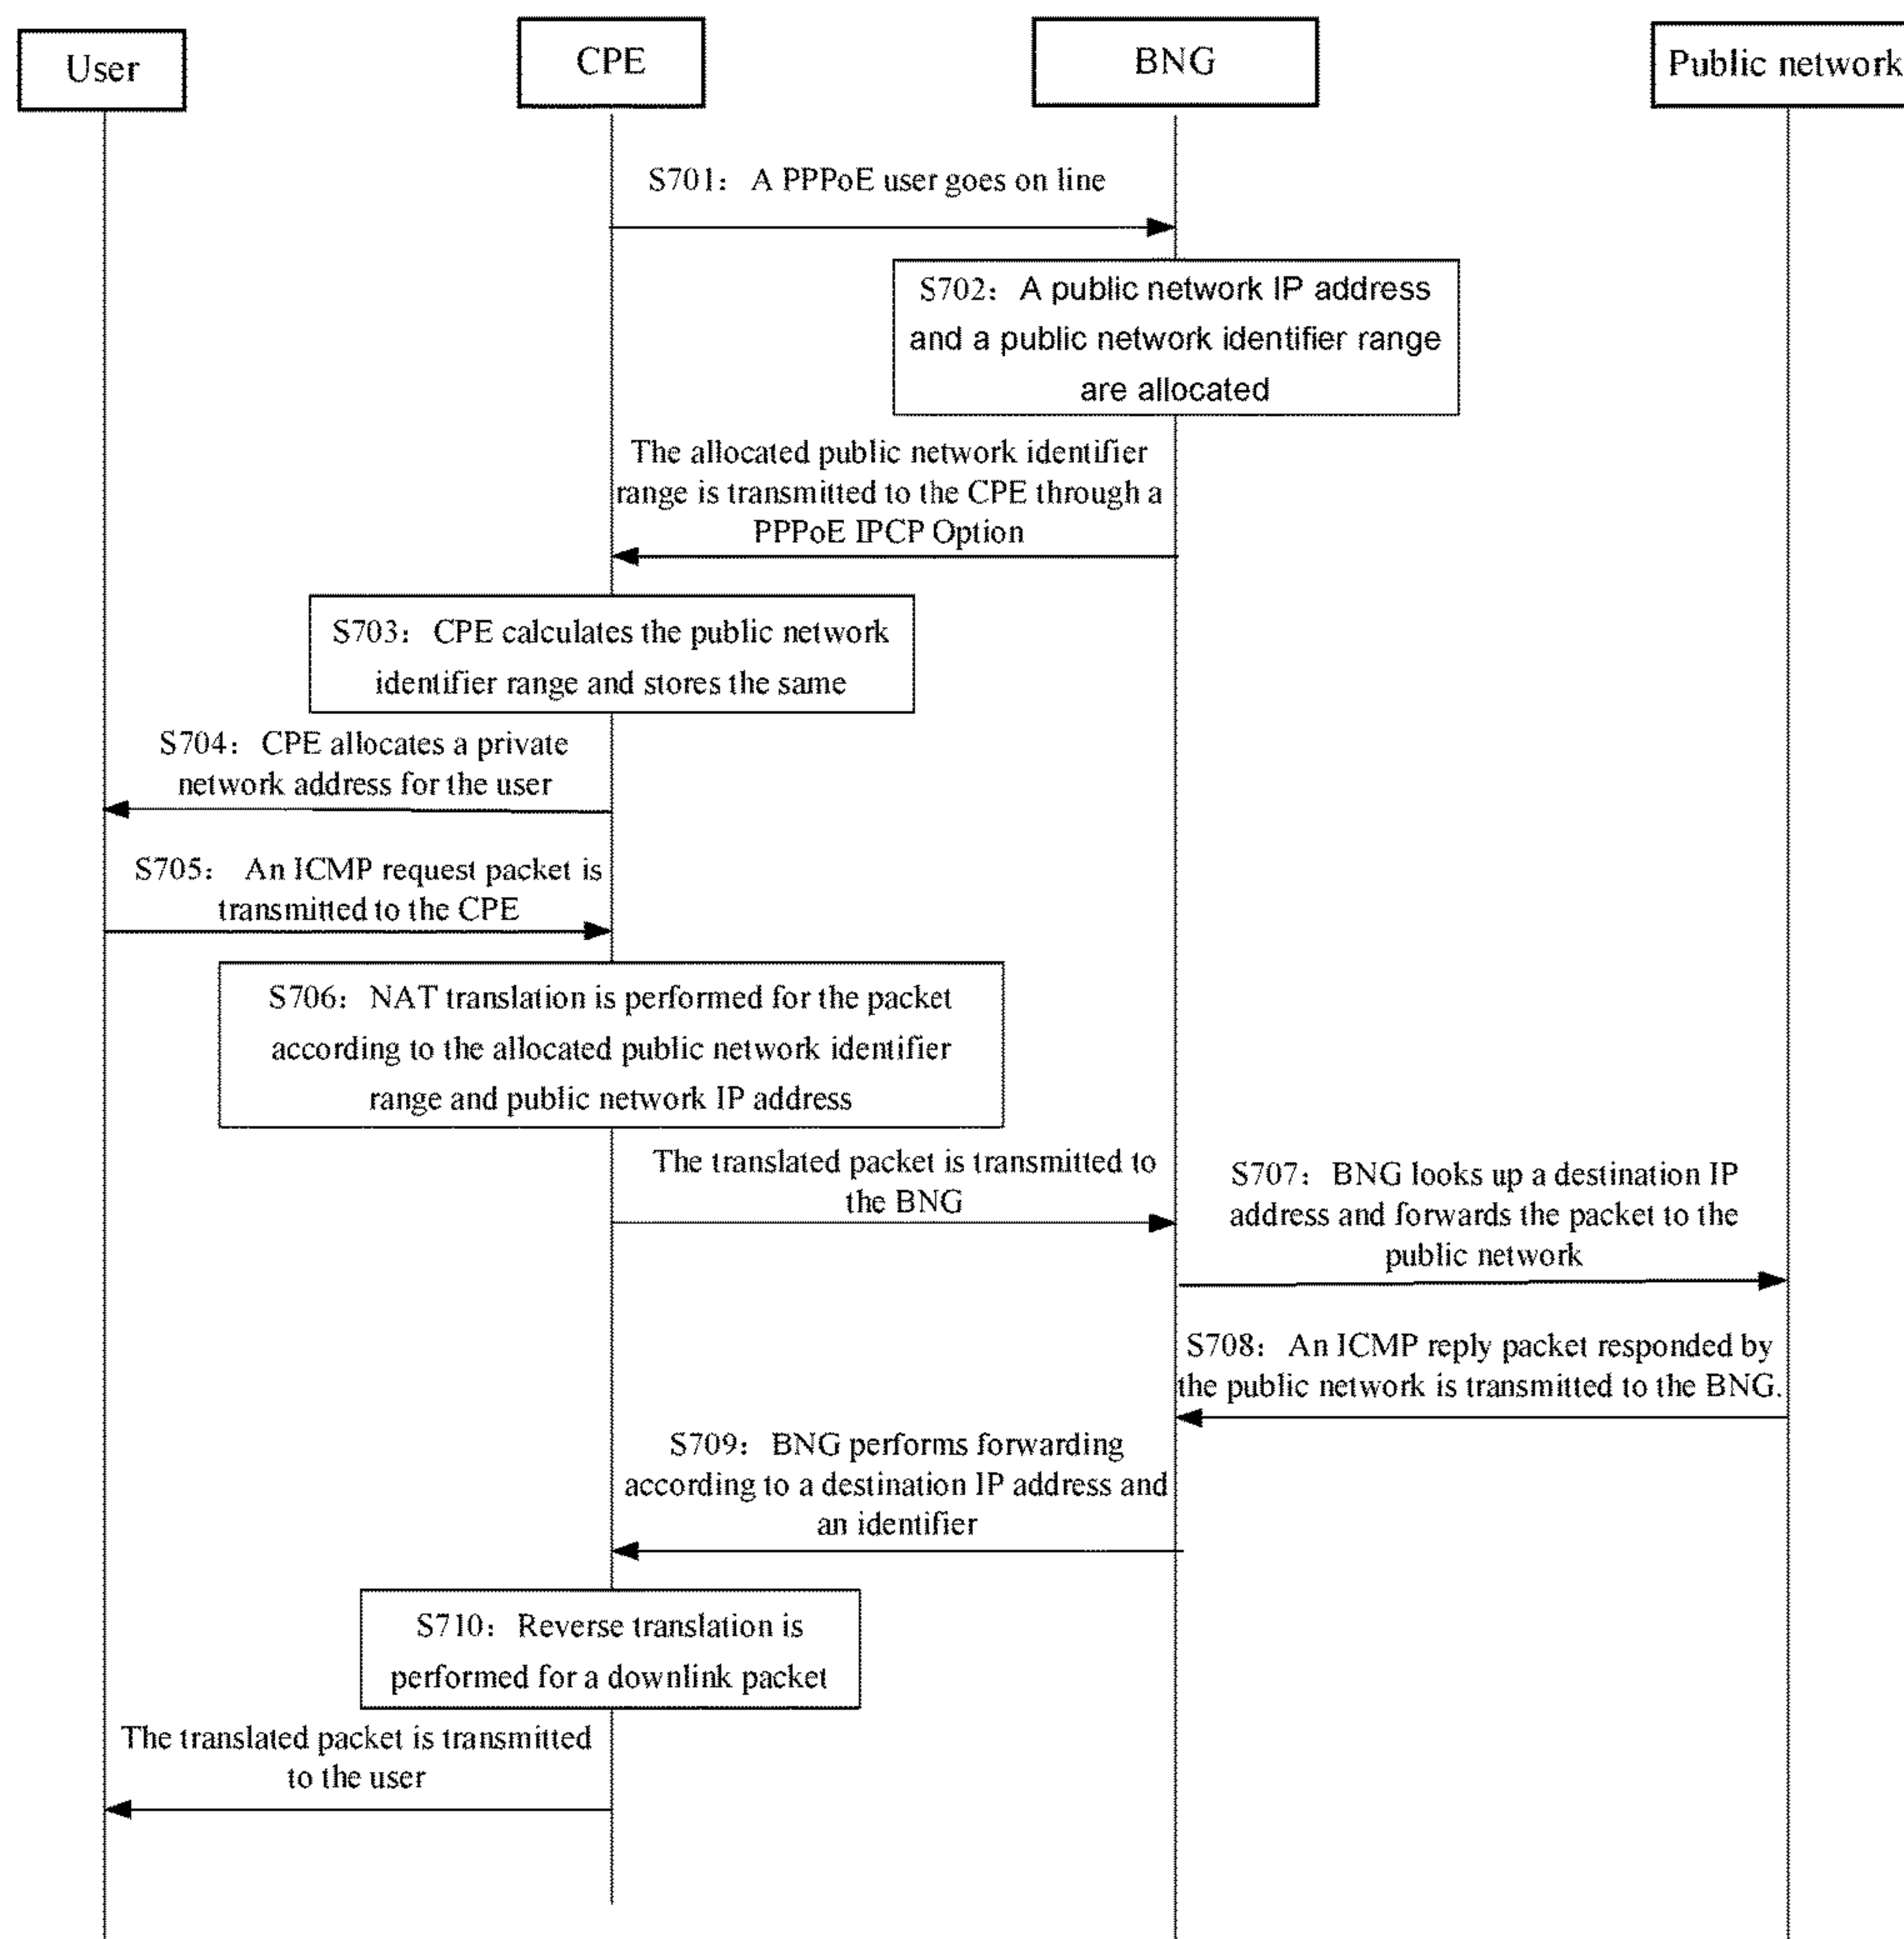 User
CPE
BNG
Public network
S701: A PPPoE user goes on line
S702: A public network IP address
and a public network identifier range
are allocated
The allocated public network identifier
range is transmitted to the CPE through a
PPPoE IPCP Option
S703: CPE calculates the public network
identifier range and stores the same
S704: CPE allocates a private
network address for the user
S705: An ICMP request packet is
transmitted to the CPE
S706: NAT translation is performed for the packet
according to the allocated public network identifier
range and public network IP address
The translated packet is transmitted to
the BNG
S707: BNG looks up a destination IP
address and forwards the packet to the
public network
S708: An ICMP reply packet responded by
the public network is transmitted to the BNG.
S709: BNG performs forwarding
according to a destination IP address and
an identifier
S710: Reverse translation is
performed for a downlink packet
The translated packet is transmitted
to the user